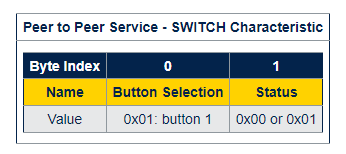 Peer to Peer Service - SWITCH Characteristic
Byte Index 0 1
Name Button Selection Status
Value 0x01: button 1 0x00 or 0x01